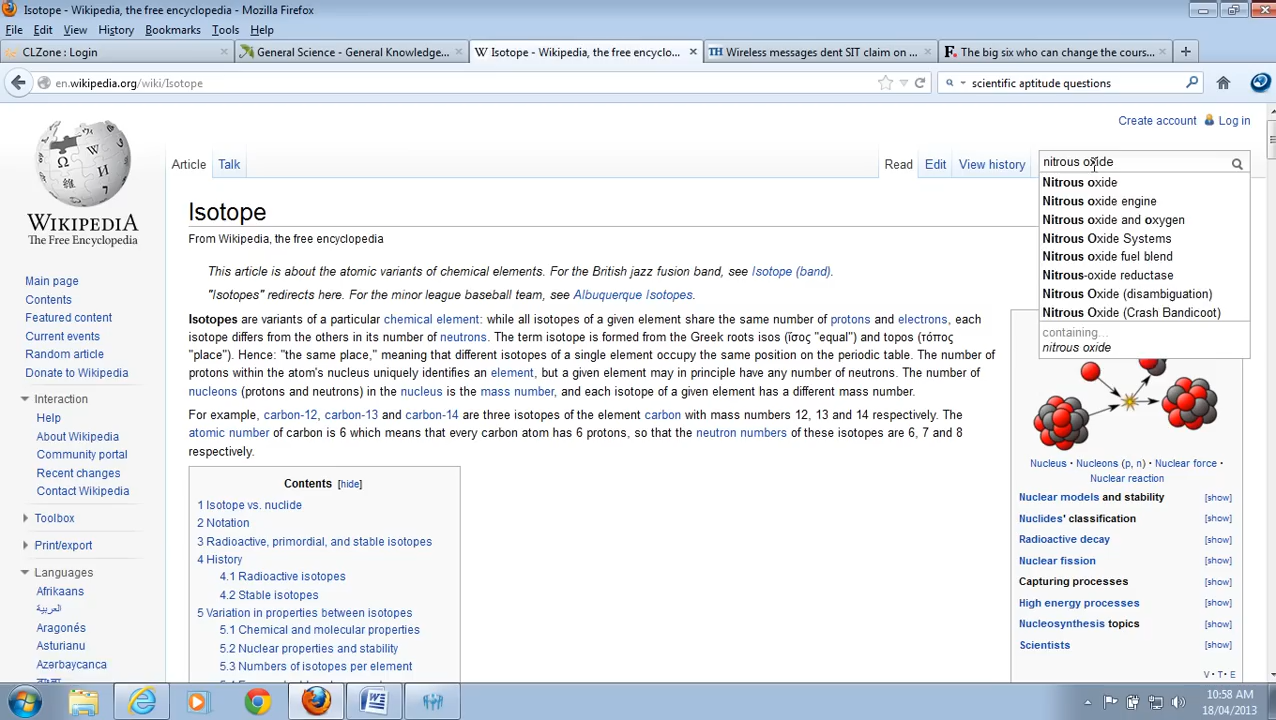 Isotope - Wikipedia, the free encyclopedia - Mozilla Firefox
File Edit View History Bookmarks Tools Help
CLZone : Login
General Science - General Knowledge...
W Isotope - Wikipedia, the free encyclo...
TH Wireless messages dent SIT claim on ...
F. The big six who can change the cours...
en.wikipedia.org/wiki/Isotope
scientific aptitude questions
Create account Log in
Article Talk
Read Edit View history
nitrous oxide
Nitrous oxide
Nitrous oxide engine
Nitrous oxide and oxygen
Nitrous Oxide Systems
Nitrous oxide fuel blend
Nitrous-oxide reductase
Nitrous Oxide (disambiguation)
Nitrous Oxide (Crash Bandicoot)
containing...
nitrous oxide
WIKIPEDIA
The Free Encyclopedia
Main page
Contents
Featured content
Current events
Random article
Donate to Wikipedia
Interaction
Help
About Wikipedia
Community portal
Recent changes
Contact Wikipedia
Toolbox
Print/export
Languages
Afrikaans
العربية
Aragonés
Asturianu
Azərbaycanca
Isotope
From Wikipedia, the free encyclopedia
This article is about the atomic variants of chemical elements. For the British jazz fusion band, see Isotope (band).
"Isotopes" redirects here. For the minor league baseball team, see Albuquerque Isotopes.
Isotopes are variants of a particular chemical element: while all isotopes of a given element share the same number of protons and electrons, each
isotope differs from the others in its number of neutrons. The term isotope is formed from the Greek roots isos (ἴσος "equal") and topos (τόπος
"place"). Hence: "the same place," meaning that different isotopes of a single element occupy the same position on the periodic table. The number of
protons within the atom's nucleus uniquely identifies an element, but a given element may in principle have any number of neutrons. The number of
nucleons (protons and neutrons) in the nucleus is the mass number, and each isotope of a given element has a different mass number.
For example, carbon-12, carbon-13 and carbon-14 are three isotopes of the element carbon with mass numbers 12, 13 and 14 respectively. The
atomic number of carbon is 6 which means that every carbon atom has 6 protons, so that the neutron numbers of these isotopes are 6, 7 and 8
respectively.
Contents [hide]
1 Isotope vs. nuclide
2 Notation
3 Radioactive, primordial, and stable isotopes
4 History
4.1 Radioactive isotopes
4.2 Stable isotopes
5 Variation in properties between isotopes
5.1 Chemical and molecular properties
5.2 Nuclear properties and stability
5.3 Numbers of isotopes per element
Nucleus · Nucleons (p, n) · Nuclear force ·
Nuclear reaction
Nuclear models and stability [show]
Nuclides' classification [show]
Radioactive decay [show]
Nuclear fission [show]
Capturing processes [show]
High energy processes [show]
Nucleosynthesis topics [show]
Scientists [show]
V · T · E
10:58 AM
18/04/2013